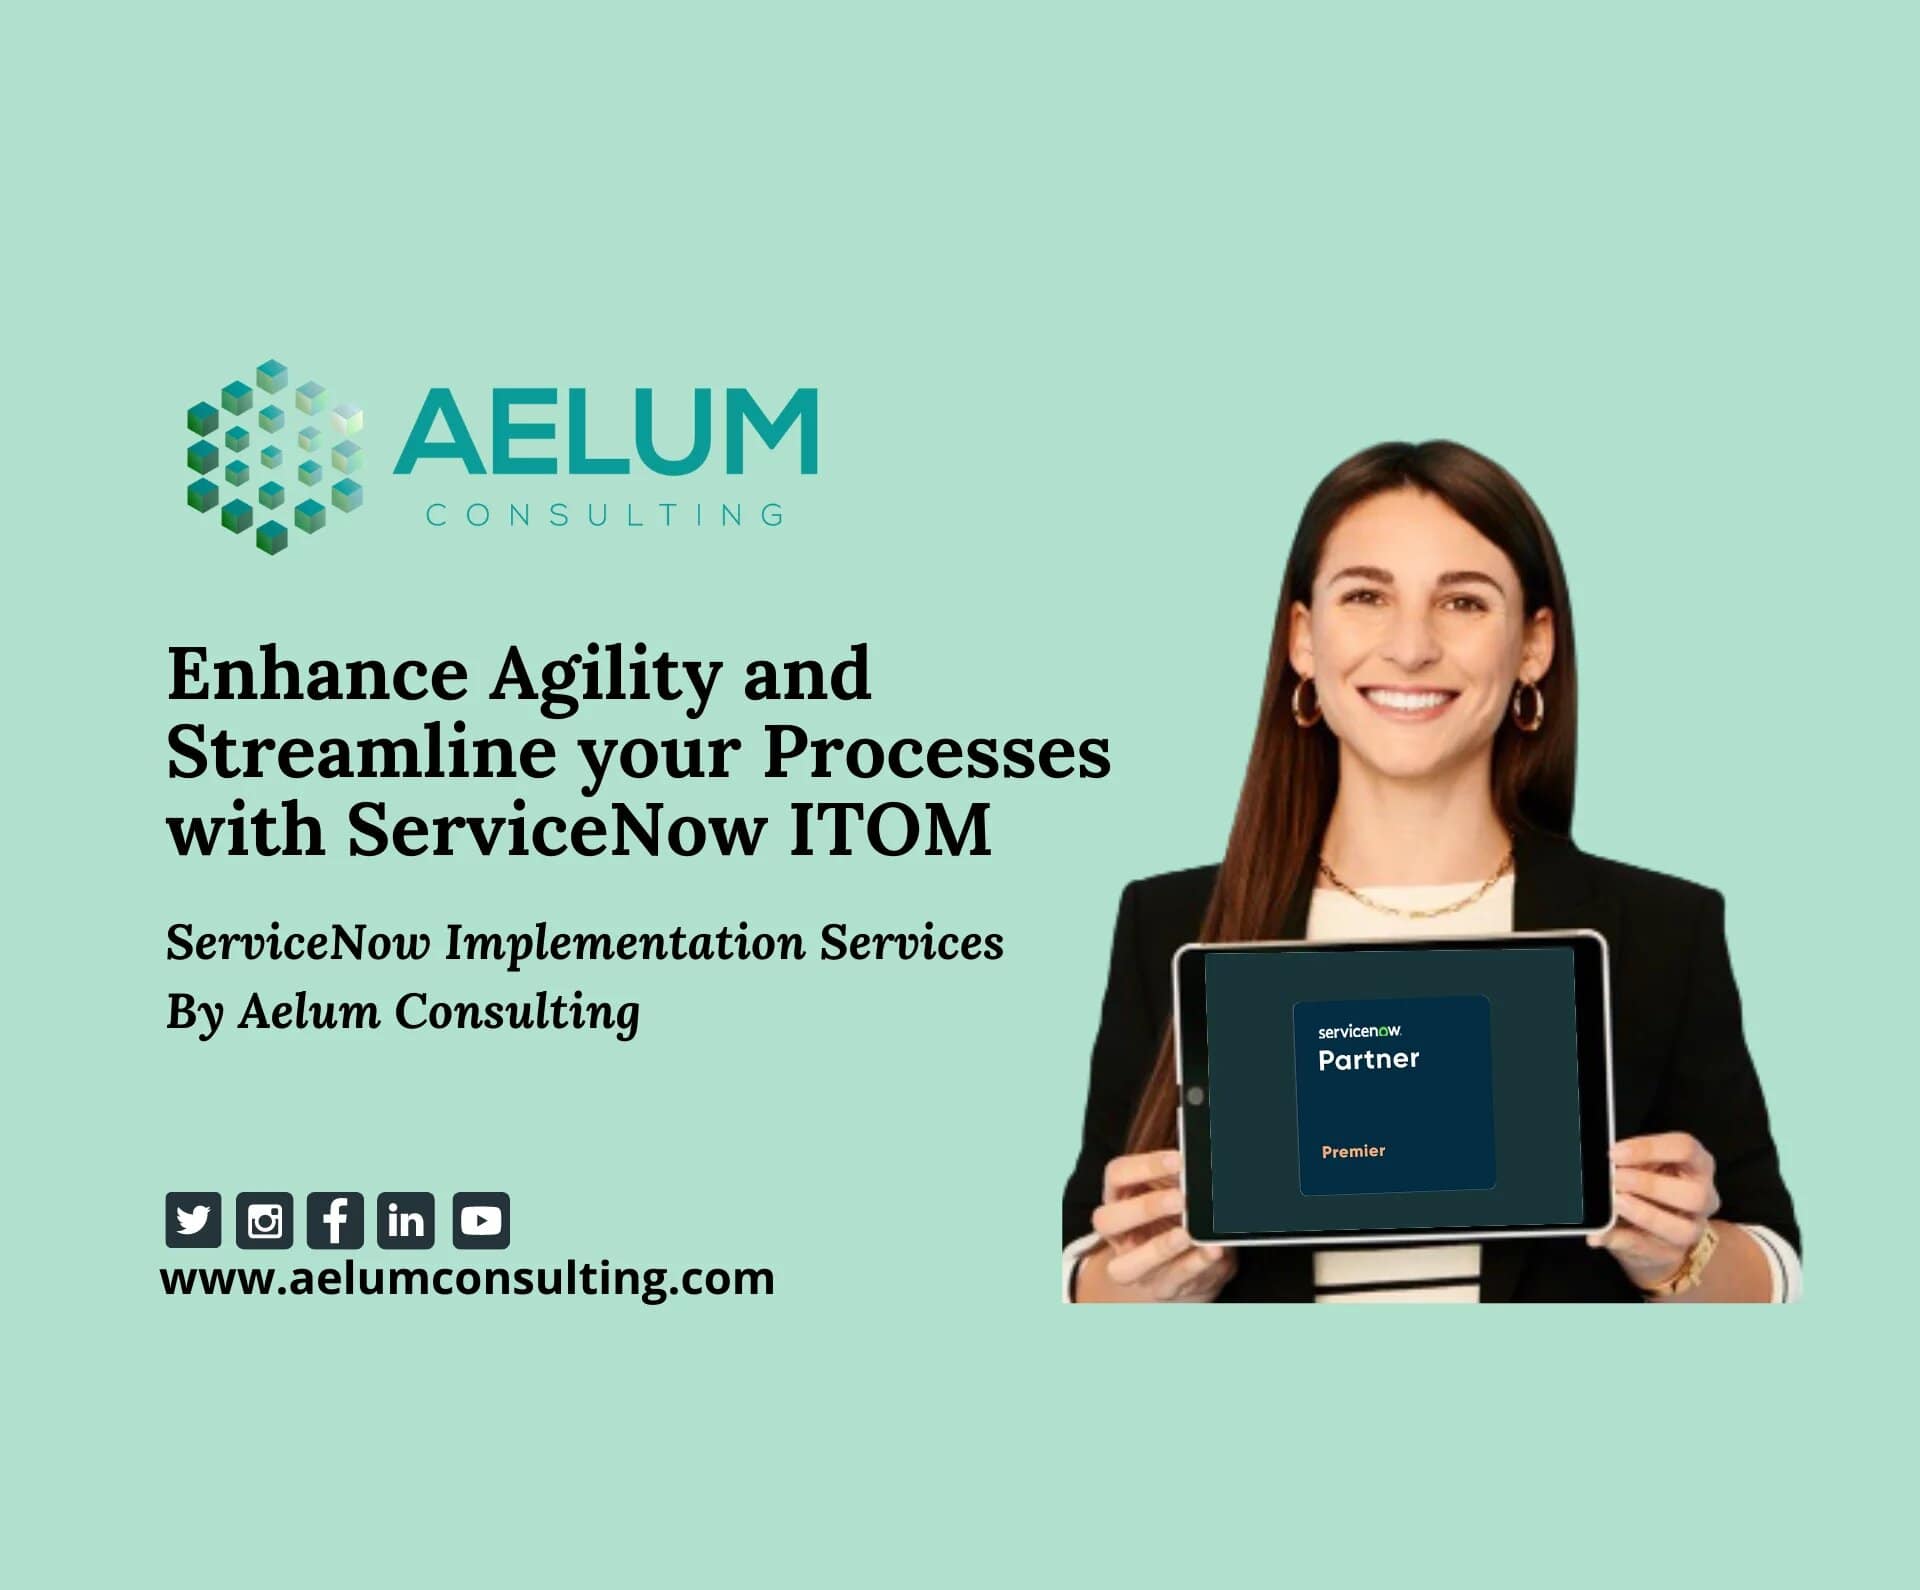 AELUM
CONSULTING
Enhance Agility and
Streamline your Processes
with ServiceNow ITOM
ServiceNow Implementation Services
By Aelum Consulting
www.aelumconsulting.com
servicenow.
Partner
Premier